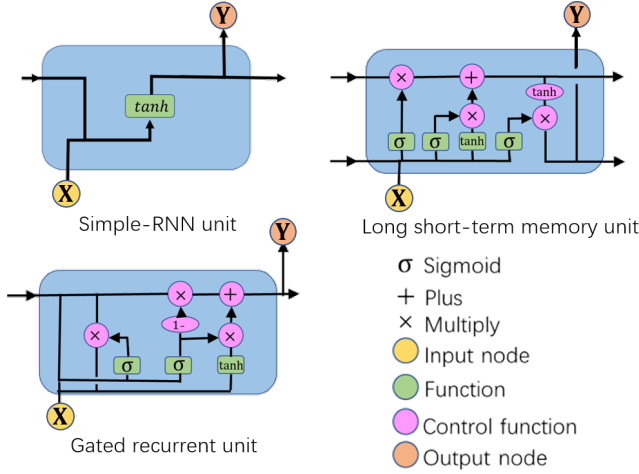 Y
tanh
X
Simple-RNN unit
Y
× +
tanh
× ×
σ σ tanh σ
X
Long short-term memory unit
Y
× +
1-
× ×
σ σ tanh
X
Gated recurrent unit
σ Sigmoid
+ Plus
× Multiply
Input node
Function
Control function
Output node